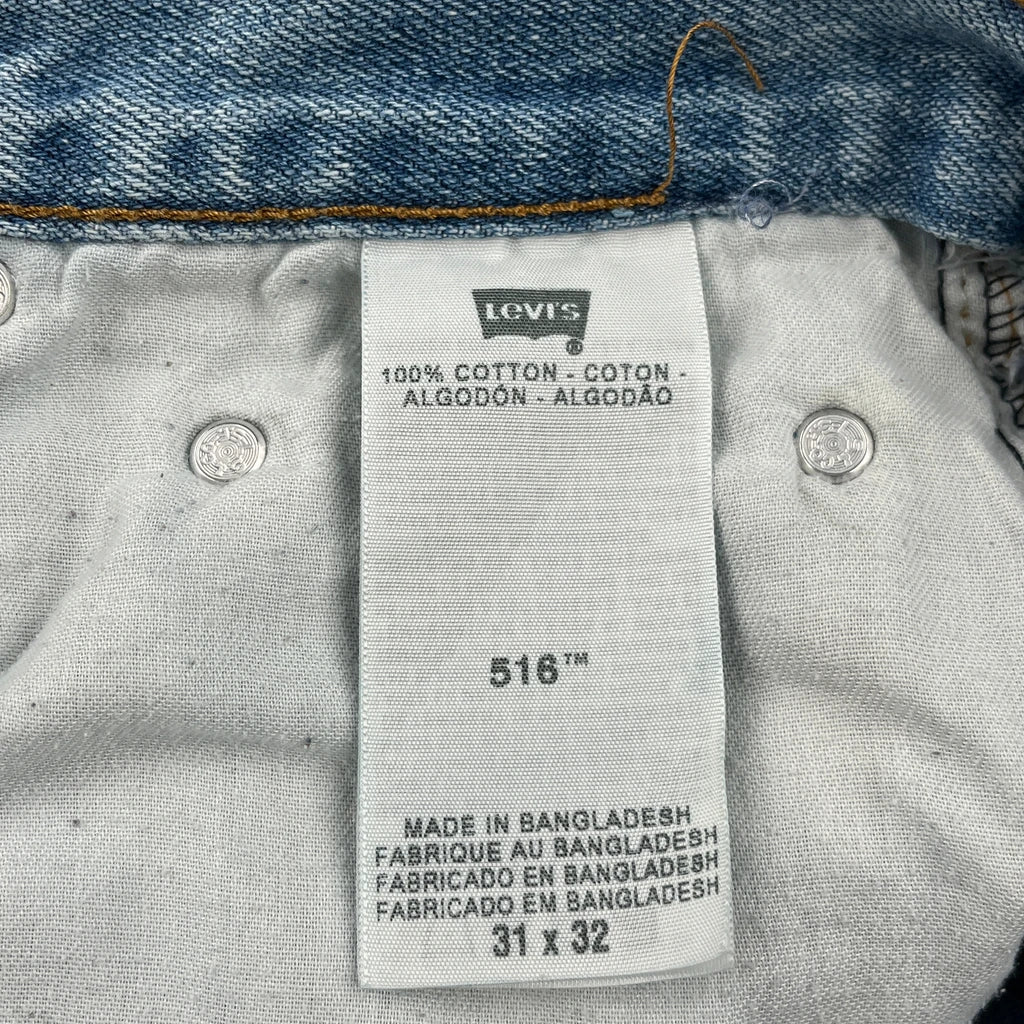 LEVI'S
®
100% COTTON - COTON -
ALGODÓN - ALGODÃO
516™
MADE IN BANGLADESH
FABRIQUE AU BANGLADESH
FABRICADO EN BANGLADESH
FABRICADO EM BANGLADESH
31 x 32